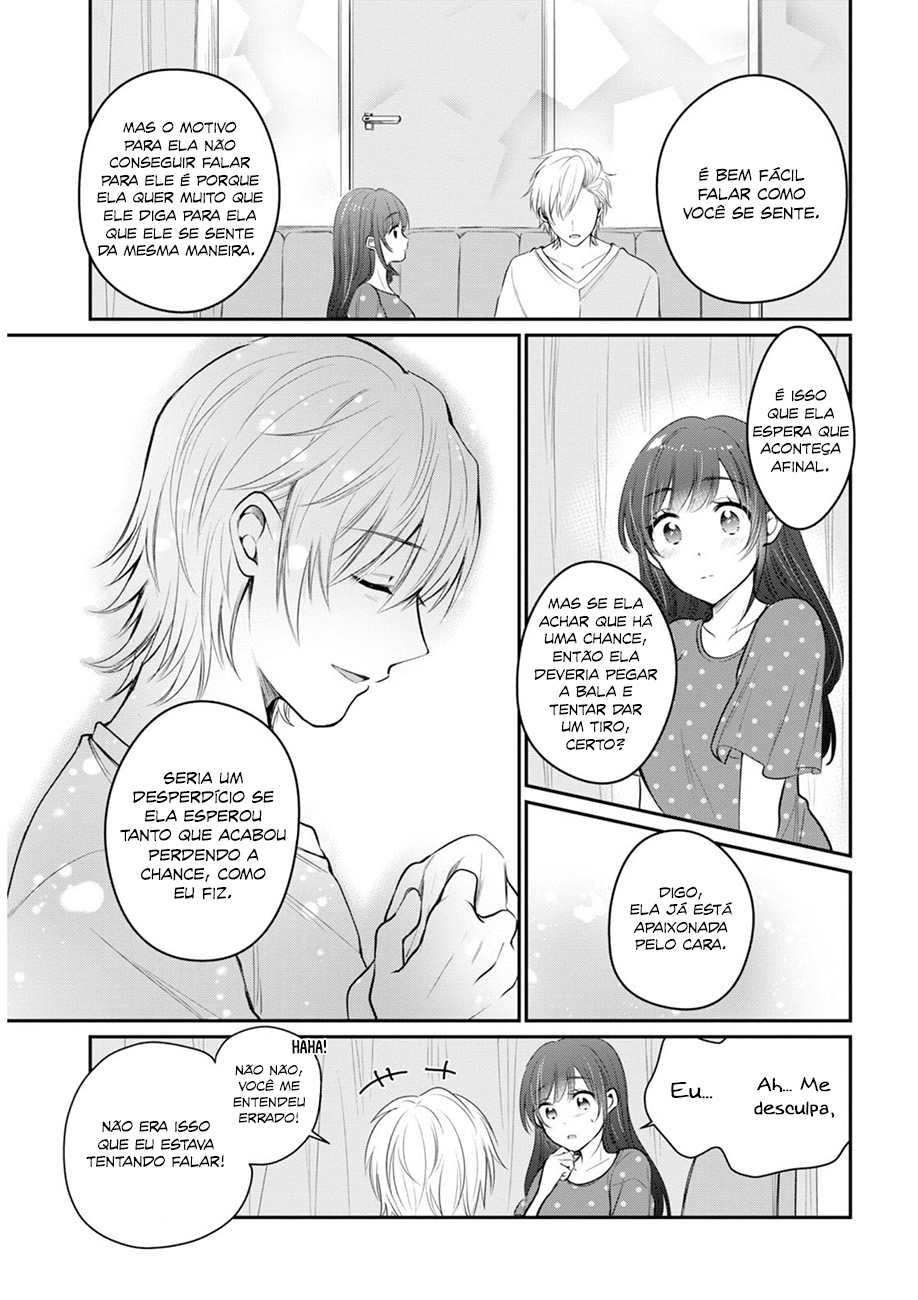 É BEM FÁCIL
FALAR COMO
VOCÊ SE SENTE.
MAS O MOTIVO
PARA ELA NÃO
CONSEGUIR FALAR
PARA ELE É PORQUE
ELA QUER MUITO QUE
ELE DIGA PARA ELA
QUE ELE SE SENTE
DA MESMA MANEIRA.
É ISSO
QUE ELA
ESPERA QUE
ACONTEÇA
AFINAL.
MAS SE ELA
ACHAR QUE HÁ
UMA CHANCE,
ENTÃO ELA
DEVERIA PEGAR
A BALA E
TENTAR DAR
UM TIRO,
CERTO?
DIGO,
ELA JÁ ESTÁ
APAIXONADA
PELO CARA.
SERIA UM
DESPERDÍCIO SE
ELA ESPEROU
TANTO QUE ACABOU
PERDENDO A
CHANCE, COMO
EU FIZ.
Ah... Me
desculpa,
Eu...
HAHA!
NÃO NÃO,
VOCÊ ME
ENTENDEU
ERRADO!
NÃO ERA ISSO
QUE EU ESTAVA
TENTANDO FALAR!